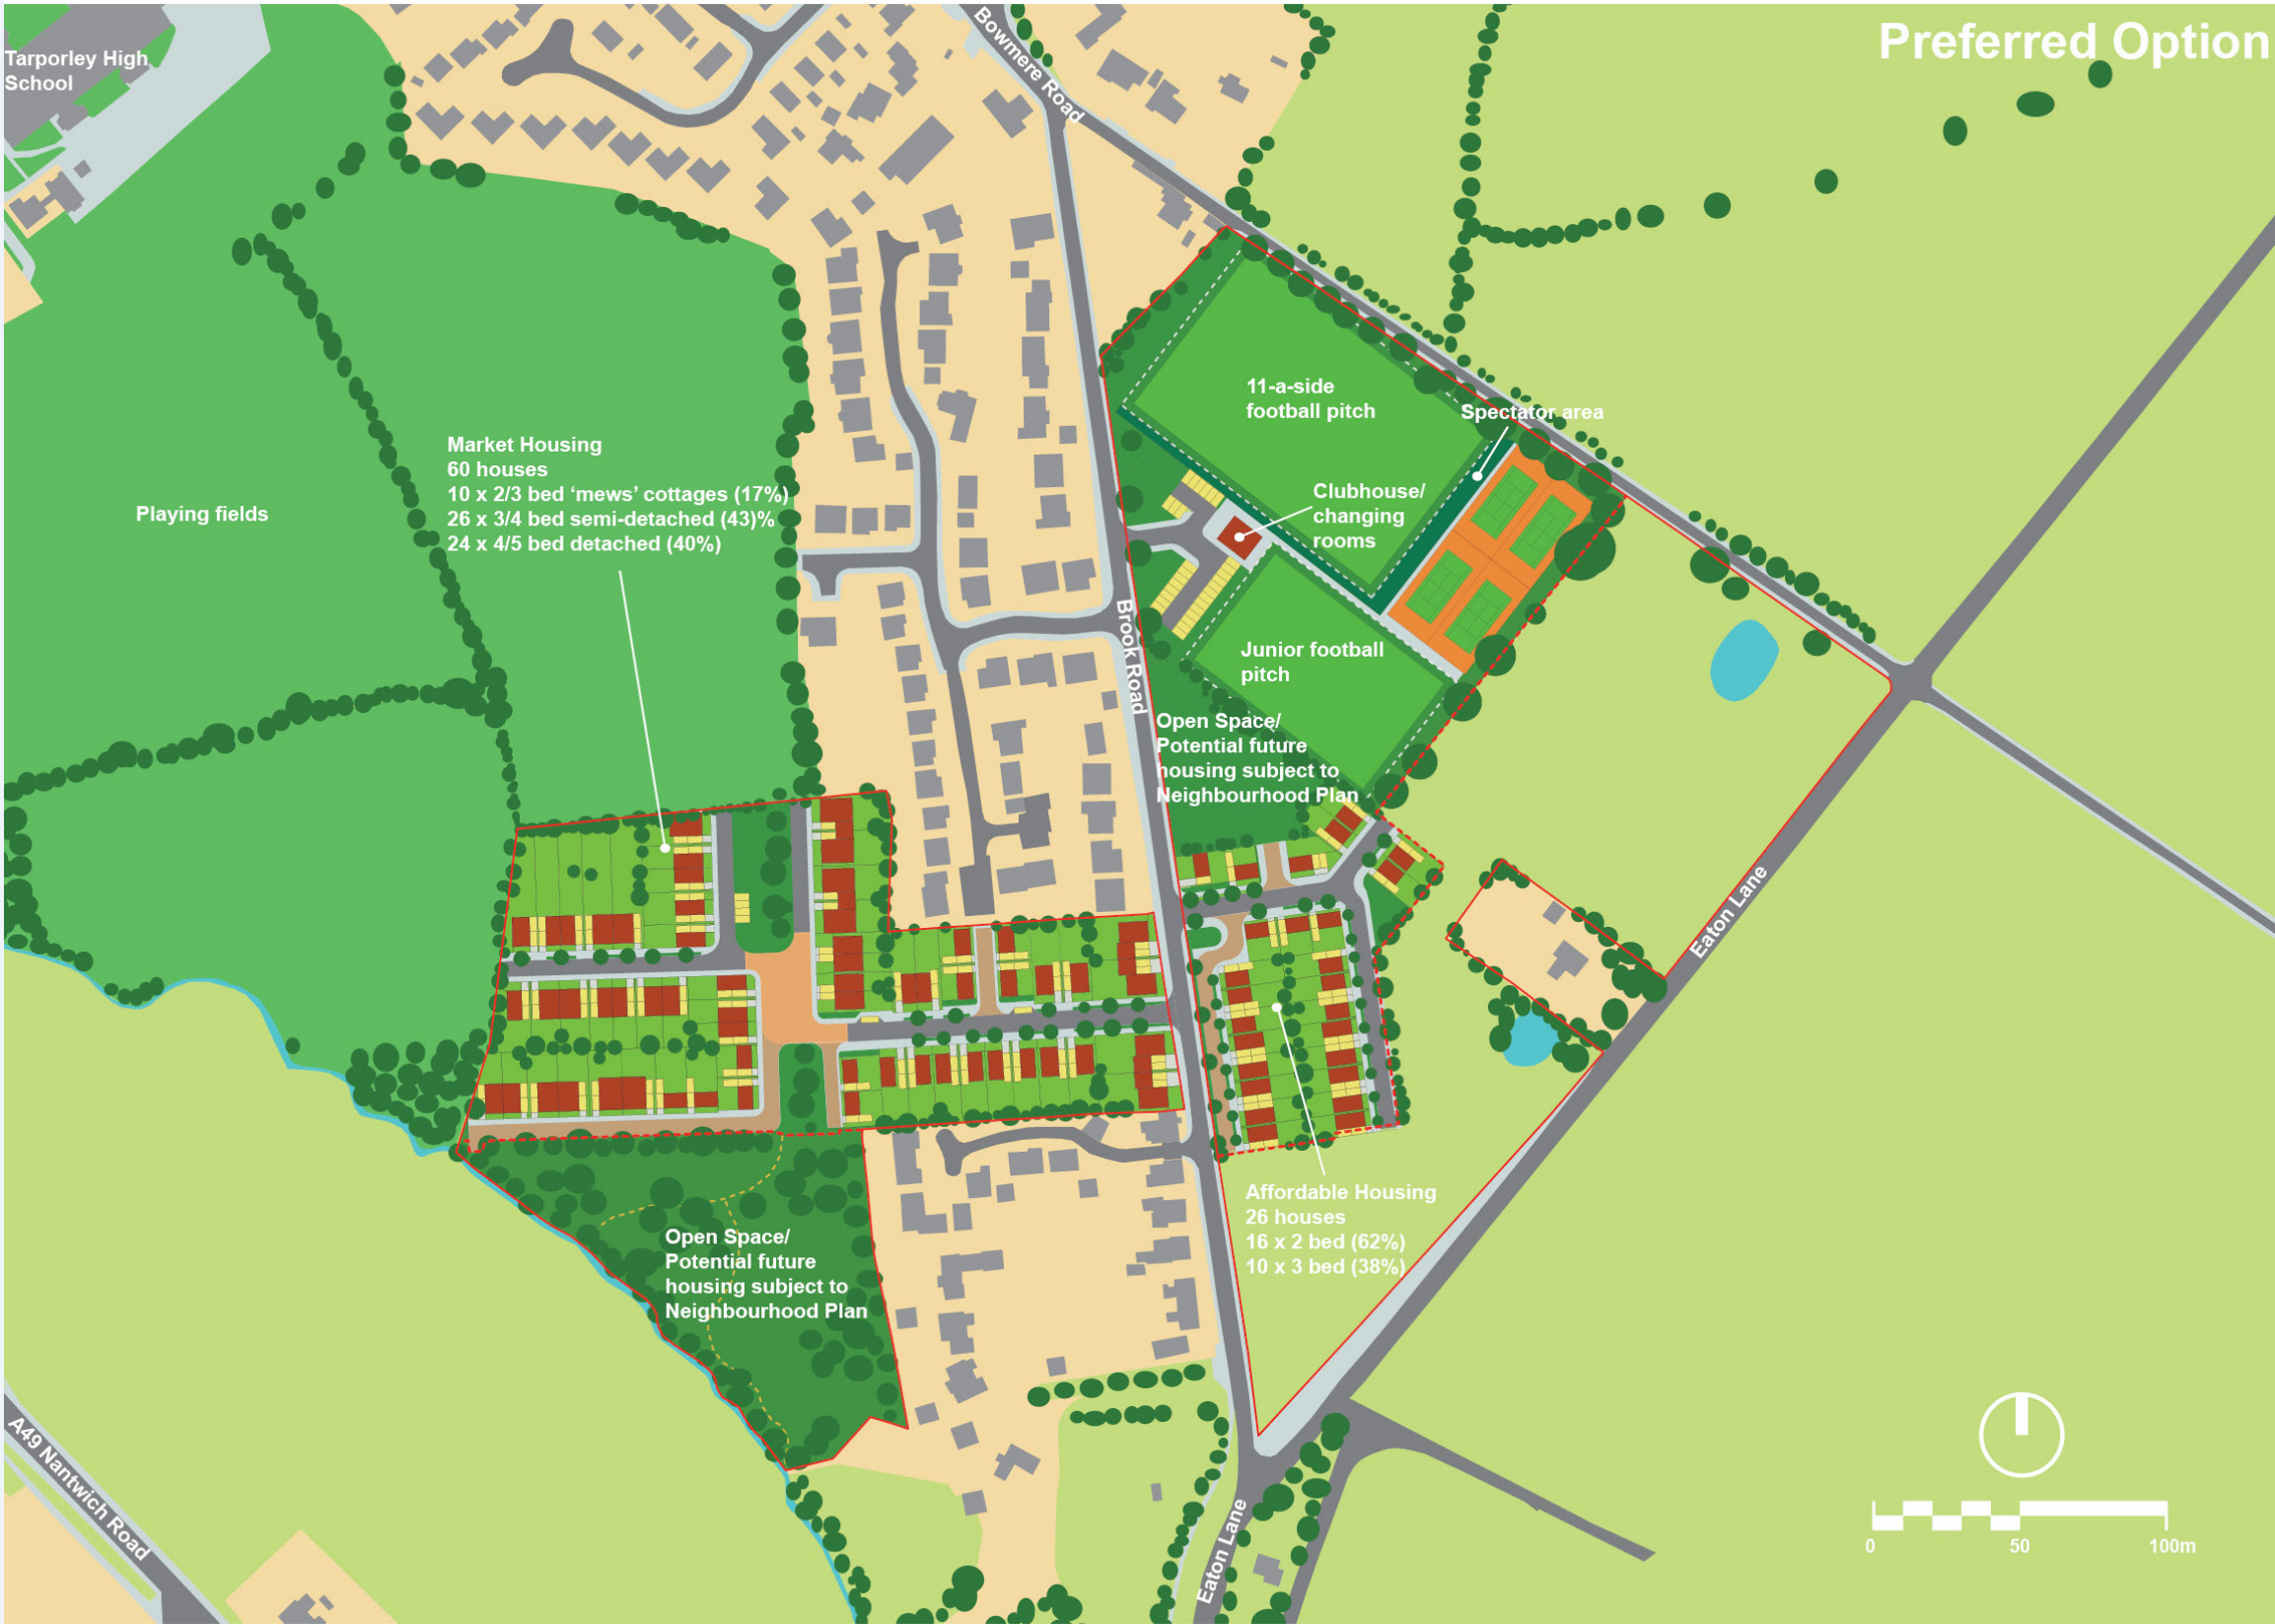 Preferred Option
Tarporley High
School
Bowmere Road
11-a-side
football pitch
Spectator area
Market Housing
60 houses
10 x 2/3 bed ‘mews’ cottages (17%)
26 x 3/4 bed semi-detached (43)%
24 x 4/5 bed detached (40%)
Playing fields
Clubhouse/
changing
rooms
Brook Road
Junior football
pitch
Open Space/
Potential future
housing subject to
Neighbourhood Plan
Eaton Lane
Affordable Housing
26 houses
16 x 2 bed (62%)
10 x 3 bed (38%)
Open Space/
Potential future
housing subject to
Neighbourhood Plan
A49 Nantwich Road
Eaton Lane
0 50 100m